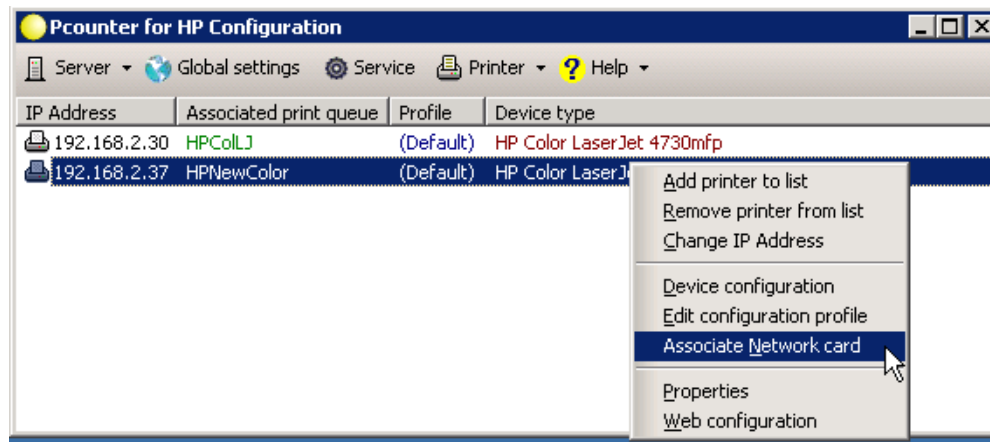 Pcounter for HP Configuration
Server Global settings Service Printer ? Help
IP Address Associated print queue Profile Device type
192.168.2.30 HPColLJ (Default) HP Color LaserJet 4730mfp
192.168.2.37 HPNewColor (Default) HP Color LaserJ
Add printer to list
Remove printer from list
Change IP Address
Device configuration
Edit configuration profile
Associate Network card
Properties
Web configuration